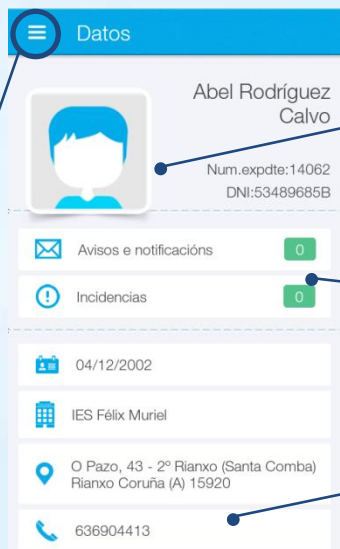 Datos
Abel Rodríguez
Calvo
Num.expdte:14062
DNI:53489685B
Avisos e notificacións
0
Incidencias
0
04/12/2002
IES Félix Muriel
O Pazo, 43 - 2º Rianxo (Santa Comba)
Rianxo Coruña (A) 15920
636904413